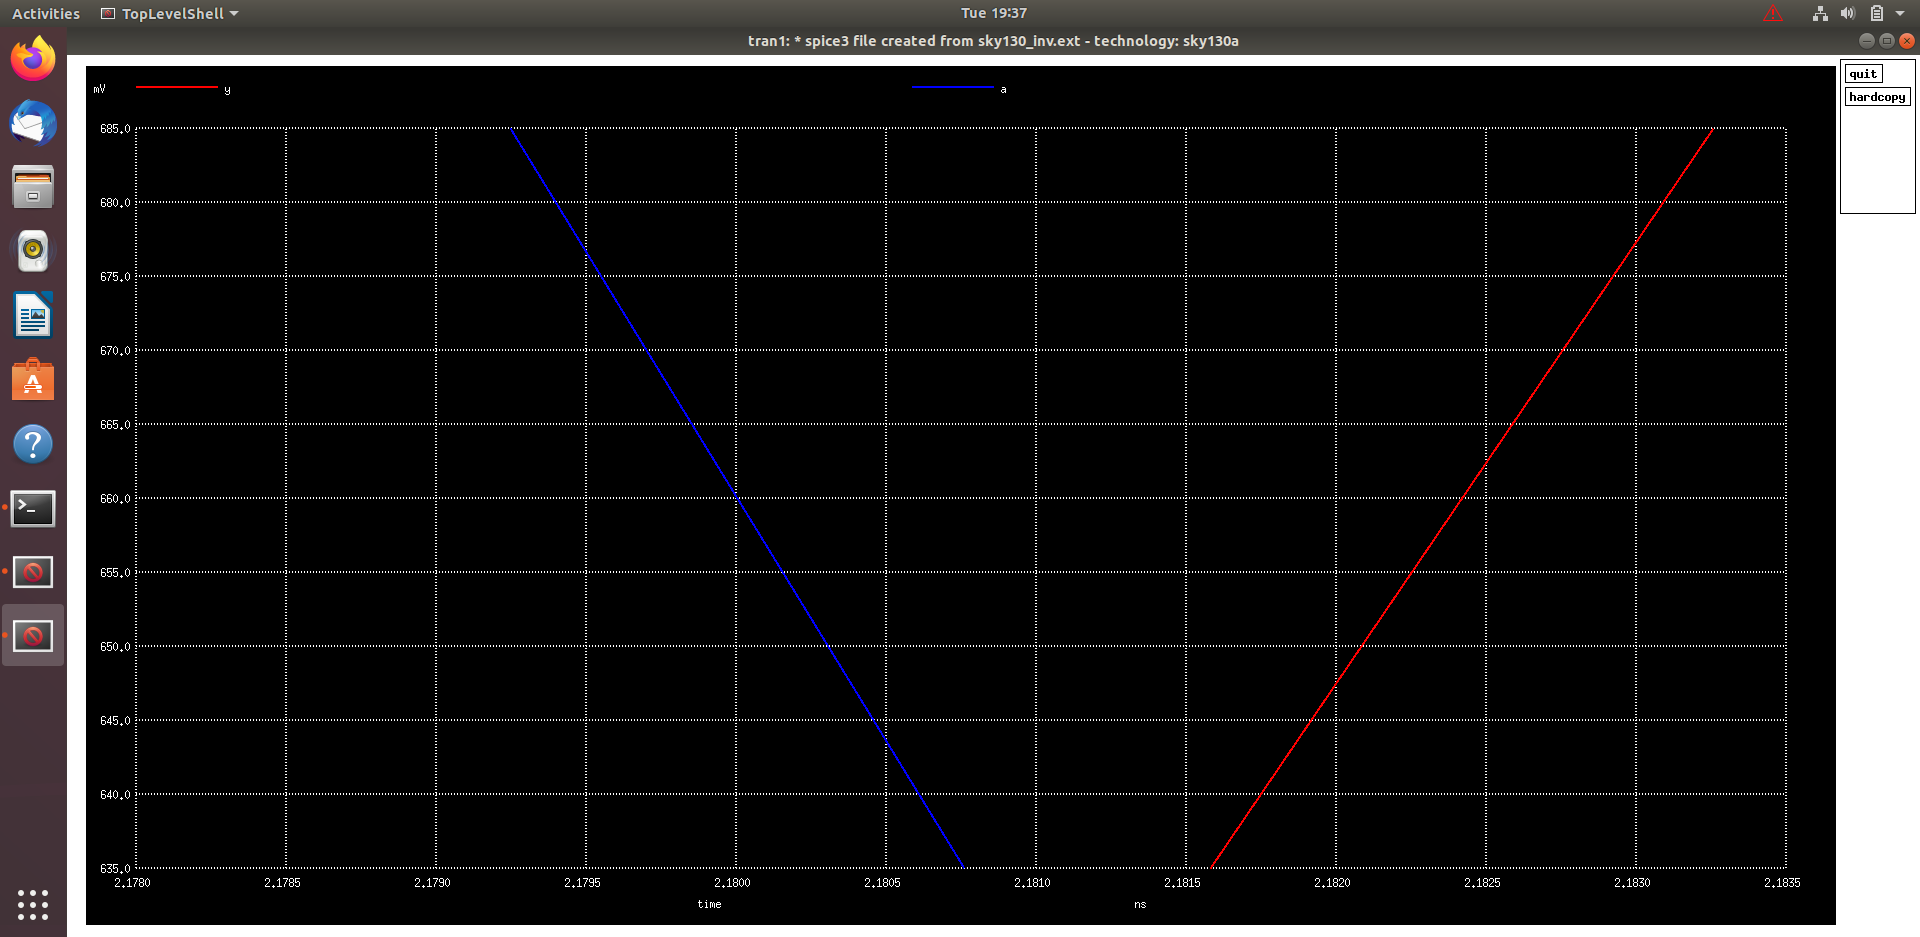 Activities TopLevelShell Tue 19:37
tran1: * spice3 file created from sky130_inv.ext - technology: sky130a
quit
hardcopy
mV y a
685.0
680.0
675.0
670.0
665.0
660.0
655.0
650.0
645.0
640.0
635.0
2.1780 2.1785 2.1790 2.1795 2.1800 2.1805 2.1810 2.1815 2.1820 2.1825 2.1830 2.1835
time ns